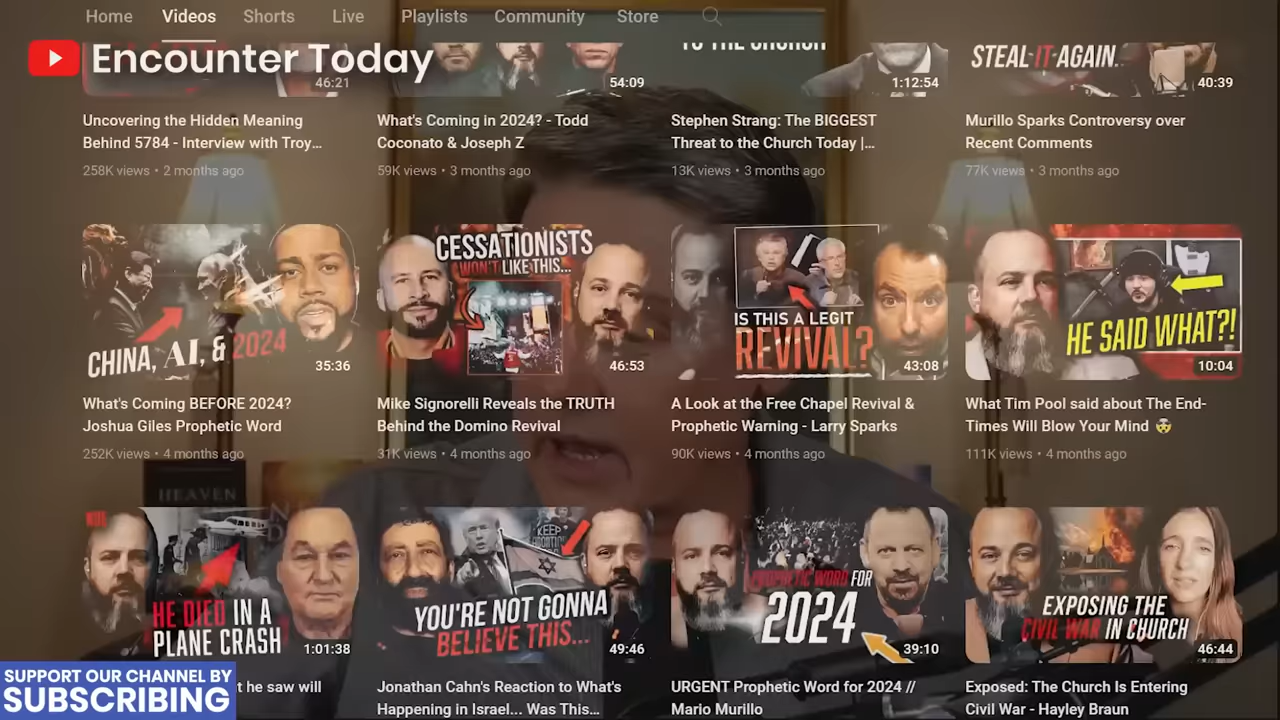 Home Videos Shorts Live Playlists Community Store
Encounter Today
TO THE CHURCH
STEAL IT AGAIN.
46:21
54:09
1:12:54
40:39
Uncovering the Hidden Meaning
Behind 5784 - Interview with Troy...
258K views • 2 months ago
What's Coming in 2024? - Todd
Coconato & Joseph Z
59K views • 3 months ago
Stephen Strang: The BIGGEST
Threat to the Church Today |...
13K views • 3 months ago
Murillo Sparks Controversy over
Recent Comments
77K views • 3 months ago
CHINA, AI, & 2024
35:36
CESSATIONISTS
WON'T LIKE THIS...
46:53
IS THIS A LEGIT
REVIVAL?
43:08
HE SAID WHAT?!
10:04
What's Coming BEFORE 2024?
Joshua Giles Prophetic Word
252K views • 4 months ago
Mike Signorelli Reveals the TRUTH
Behind the Domino Revival
31K views • 4 months ago
A Look at the Free Chapel Revival &
Prophetic Warning - Larry Sparks
90K views • 4 months ago
What Tim Pool said about The End-
Times Will Blow Your Mind 🤯
111K views • 4 months ago
HEAVEN
HE DIED IN A
PLANE CRASH
1:01:38
KEEP
ABORTION
YOU'RE NOT GONNA
BELIEVE THIS...
49:46
PROPHETIC WORD FOR
2024
39:10
EXPOSING THE
CIVIL WAR IN CHURCH
46:44
SUPPORT OUR CHANNEL BY
SUBSCRIBING
he saw will
Jonathan Cahn's Reaction to What's
Happening in Israel... Was This...
URGENT Prophetic Word for 2024 //
Mario Murillo
Exposed: The Church Is Entering
Civil War - Hayley Braun